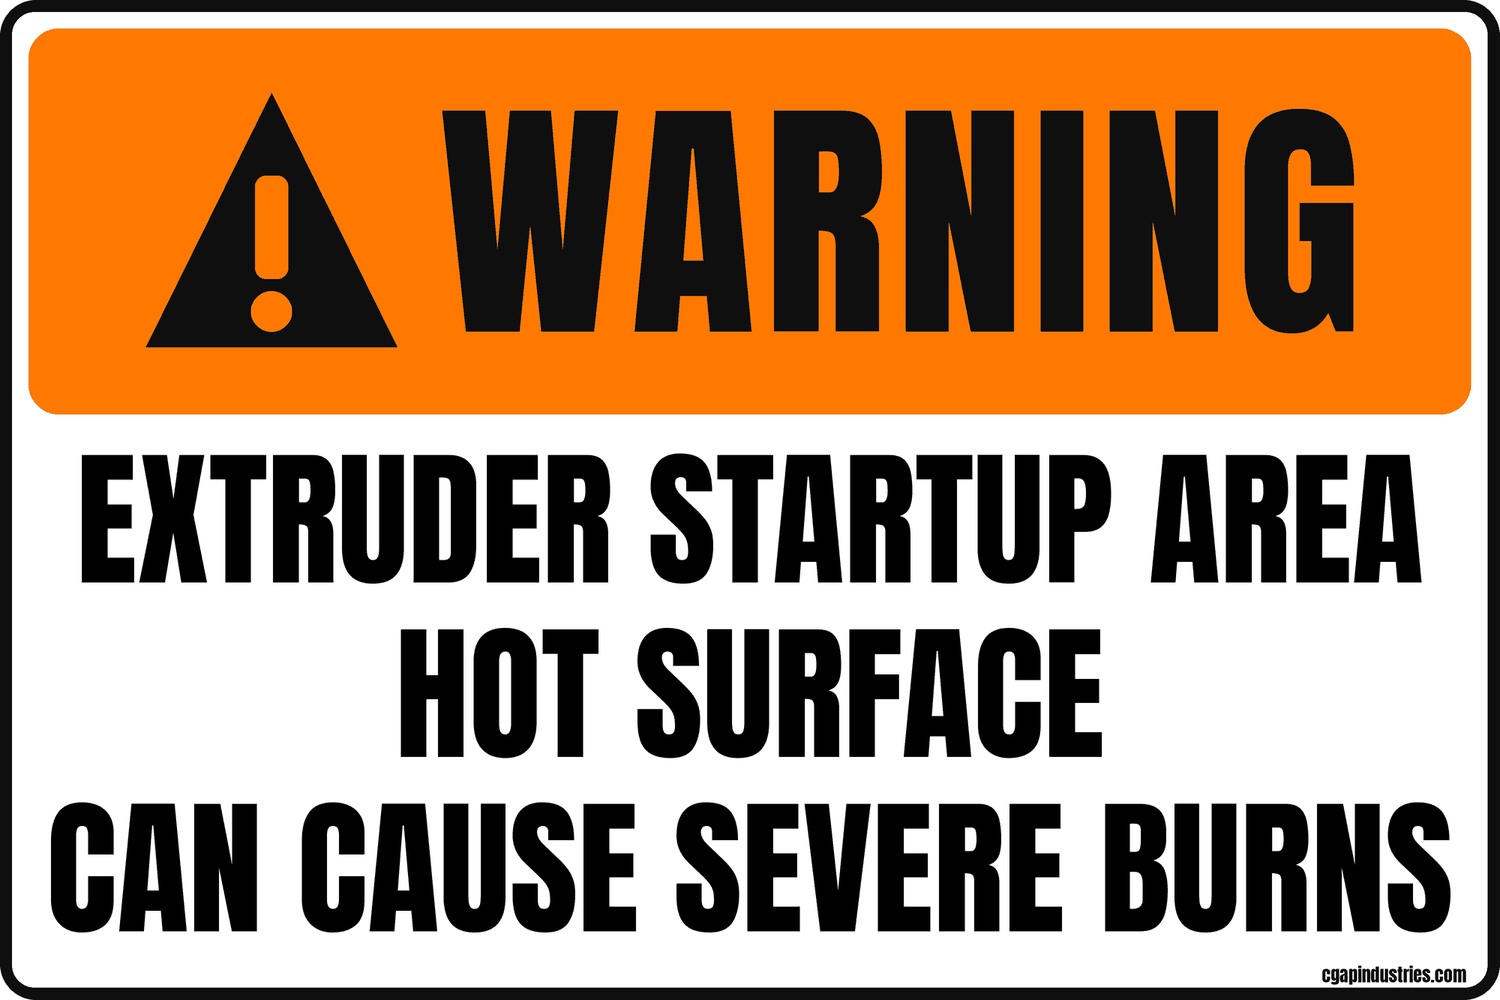 WARNING
EXTRUDER STARTUP AREA
HOT SURFACE
CAN CAUSE SEVERE BURNS
cgapindustries.com